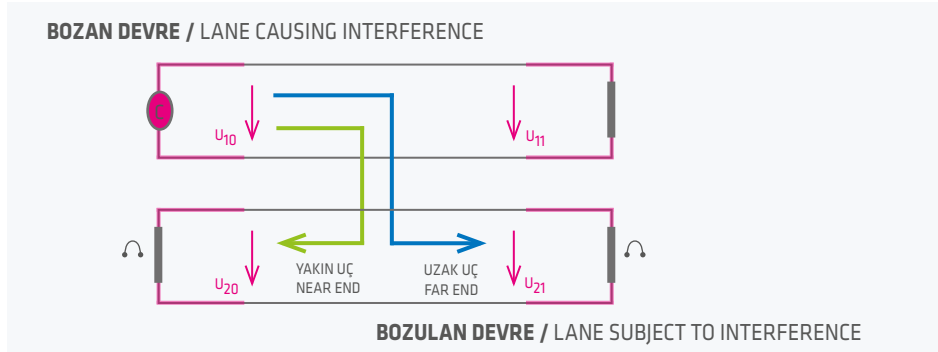 BOZAN DEVRE / LANE CAUSING INTERFERENCE
G
U10
U11
U20
YAKIN UÇ
NEAR END
UZAK UÇ
FAR END
U21
BOZULAN DEVRE / LANE SUBJECT TO INTERFERENCE